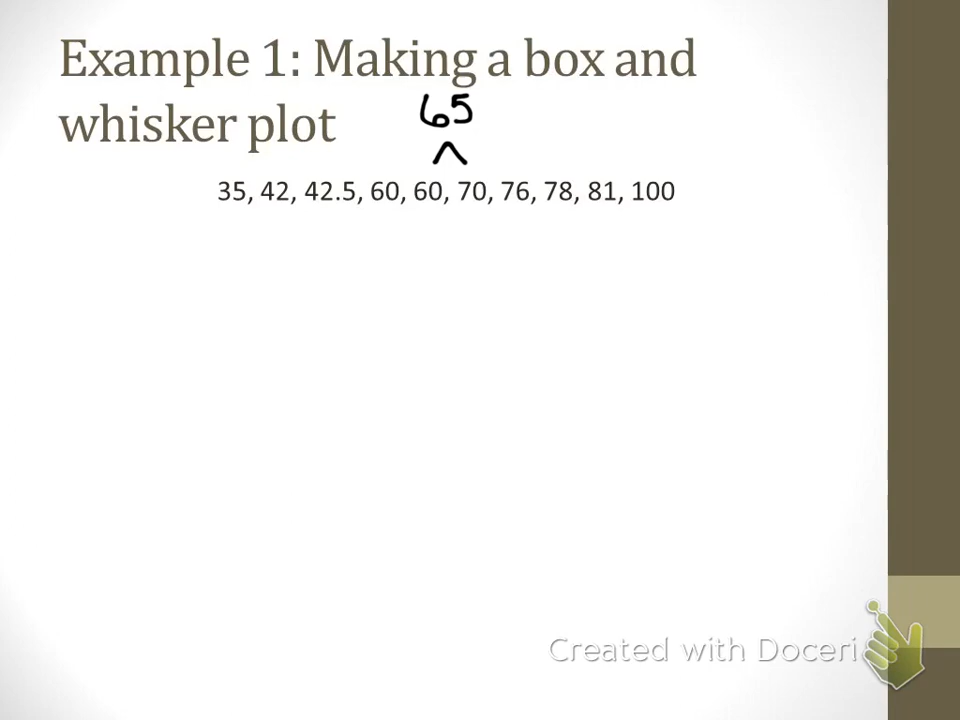 Example 1: Making a box and
whisker plot
65
35, 42, 42.5, 60, 60, 70, 76, 78, 81, 100
Created with Doceri